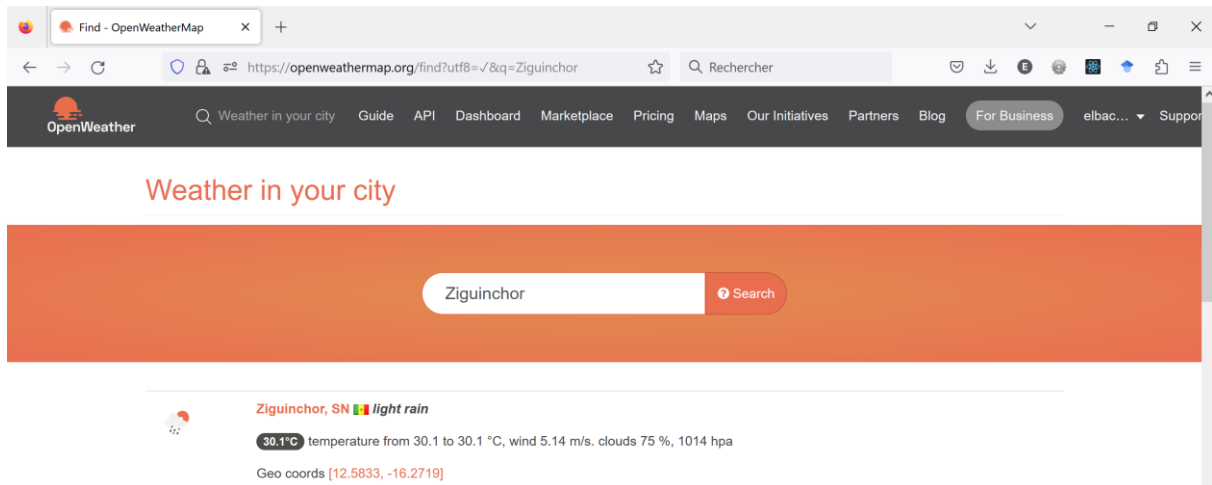 Find - OpenWeatherMap
https://openweathermap.org/find?utf8=✓&q=Ziguinchor
Rechercher
E
OpenWeather
Weather in your city Guide API Dashboard Marketplace Pricing Maps Our Initiatives Partners Blog For Business elbac... Suppor
Weather in your city
Ziguinchor
Search
Ziguinchor, SN light rain
30.1°C temperature from 30.1 to 30.1 °C, wind 5.14 m/s. clouds 75 %, 1014 hpa
Geo coords [12.5833, -16.2719]